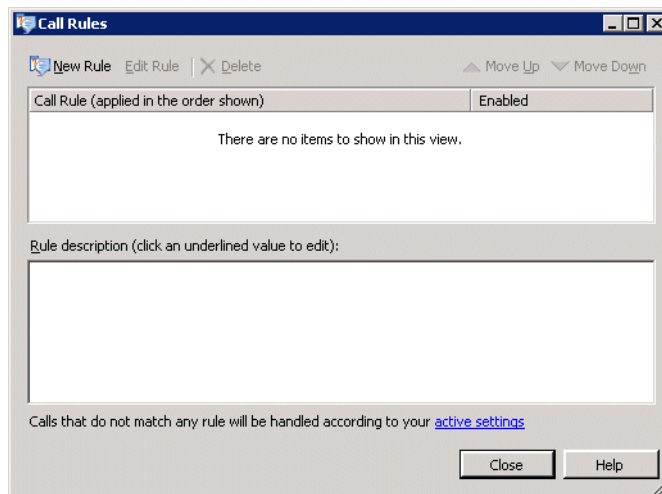 Call Rules
New Rule Edit Rule Delete Move Up Move Down
Call Rule (applied in the order shown) Enabled
There are no items to show in this view.
Rule description (click an underlined value to edit):
Calls that do not match any rule will be handled according to your active settings
Close Help